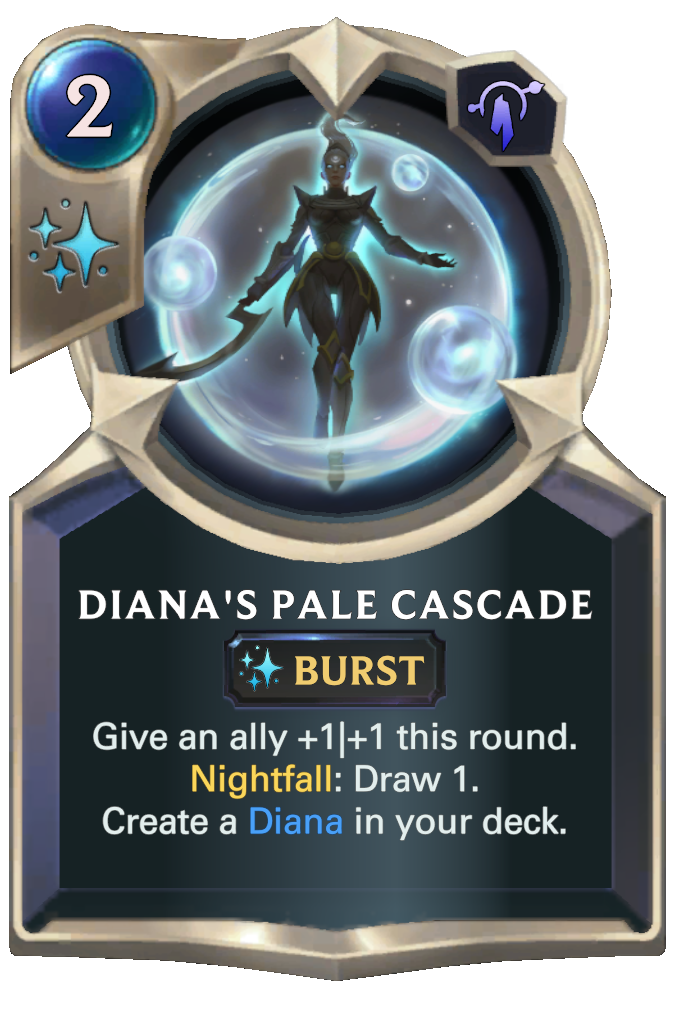 2
DIANA'S PALE CASCADE
BURST
Give an ally +1|+1 this round.
Nightfall: Draw 1.
Create a Diana in your deck.